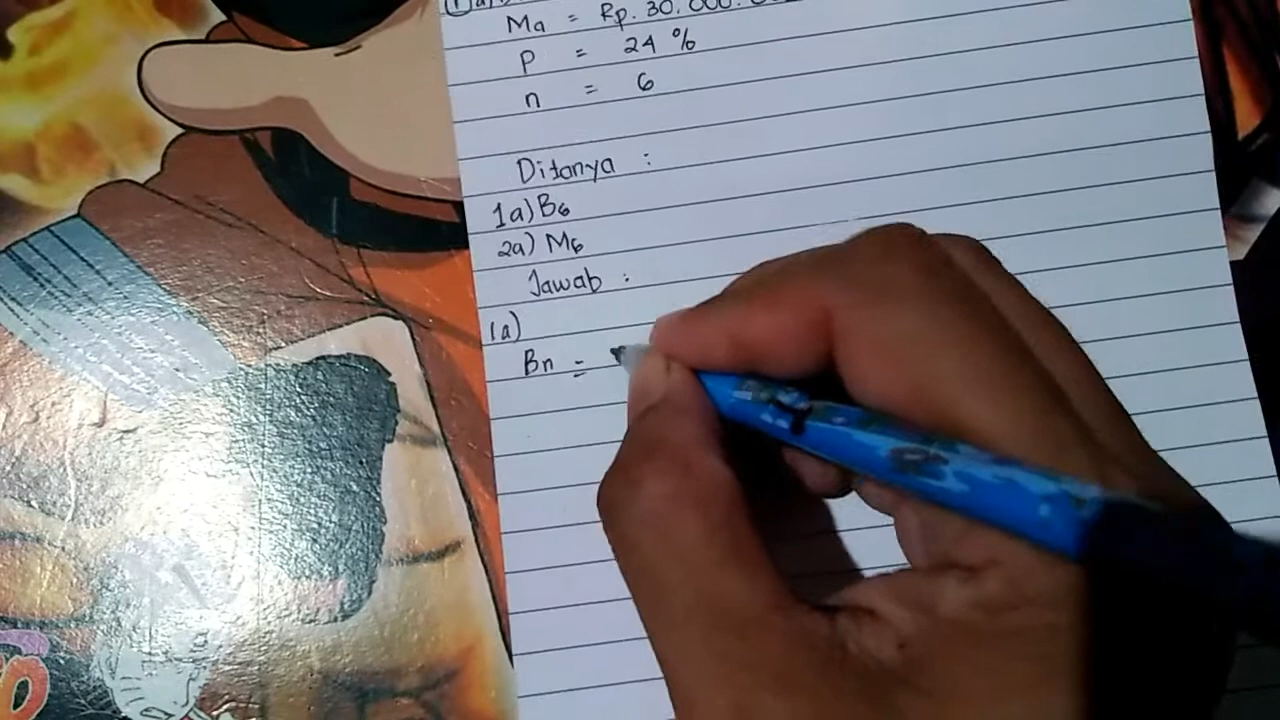 Ma = Rp. 30.000.
P = 24 %
n = 6
Ditanya :
1a) B6
2a) M6
Jawab :
1a)
Bn =